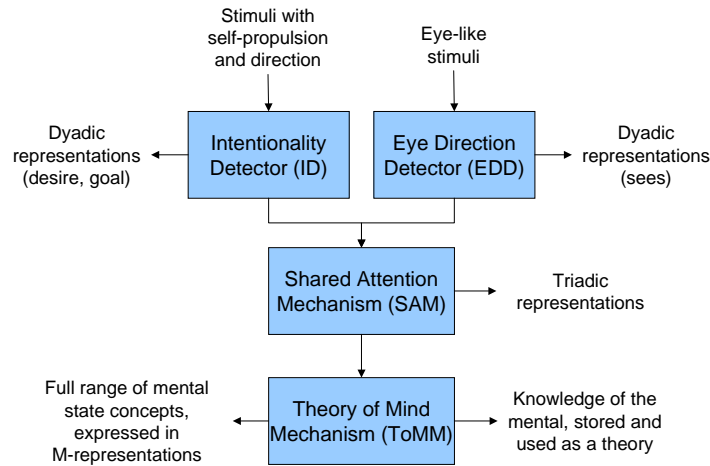 Stimuli with
self-propulsion
and direction
Eye-like
stimuli
Dyadic
representations
(desire, goal)
Intentionality
Detector (ID)
Eye Direction
Detector (EDD)
Dyadic
representations
(sees)
Shared Attention
Mechanism (SAM)
Triadic
representations
Full range of mental
state concepts,
expressed in
M-representations
Theory of Mind
Mechanism (ToMM)
Knowledge of the
mental, stored and
used as a theory